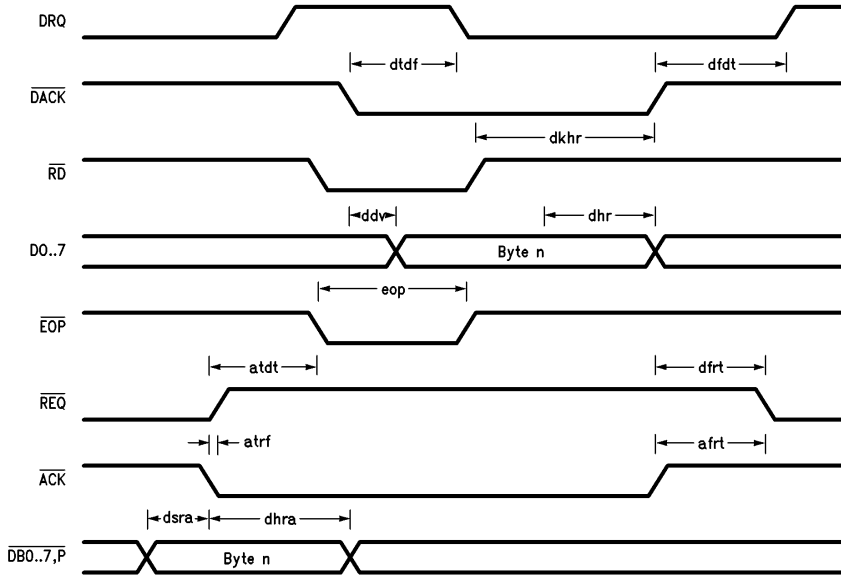 DRQ
dtdf
dfdt
DACK
dkhr
RD
ddv
dhr
DO..7
Byte n
eop
EOP
atdt
dfrt
REQ
atrf
afrt
ACK
dsra
dhra
DB0..7,P
Byte n